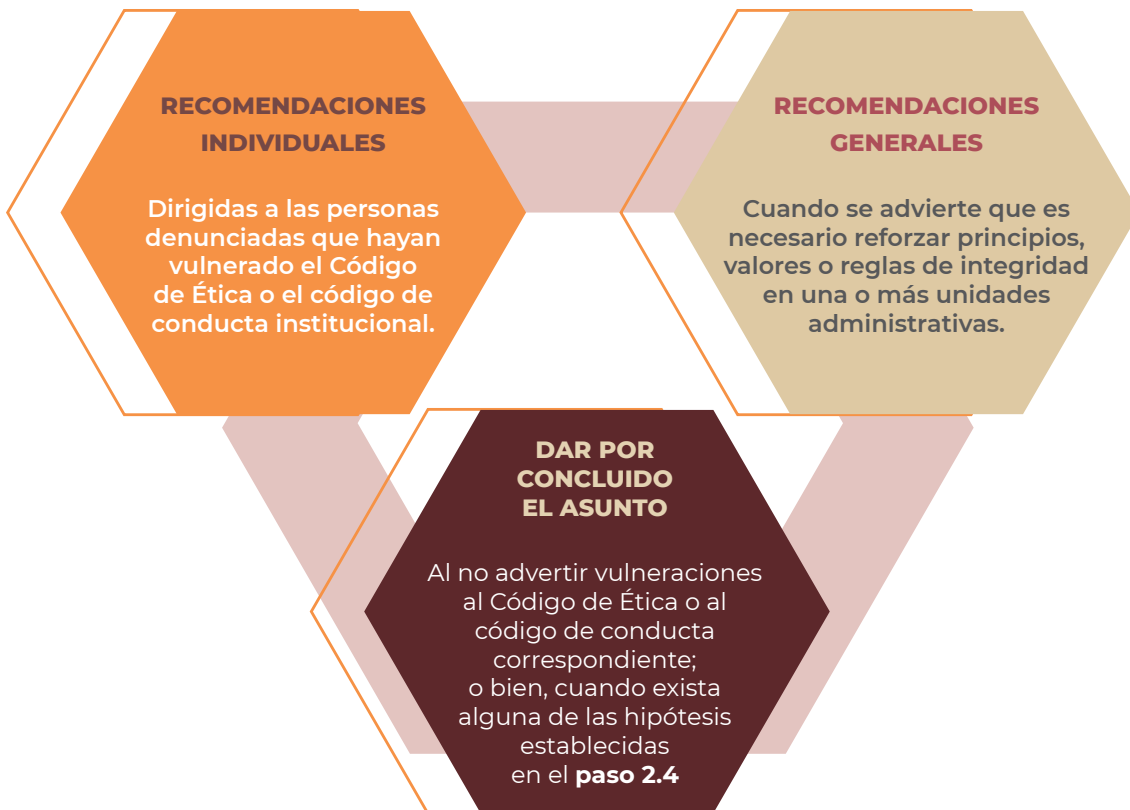 RECOMENDACIONES
INDIVIDUALES
Dirigidas a las personas
denunciadas que hayan
vulnerado el Código
de Ética o el código de
conducta institucional.
RECOMENDACIONES
GENERALES
Cuando se advierte que es
necesario reforzar principios,
valores o reglas de integridad
en una o más unidades
administrativas.
DAR POR
CONCLUIDO
EL ASUNTO
Al no advertir vulneraciones
al Código de Ética o al
código de conducta
correspondiente;
o bien, cuando exista
alguna de las hipótesis
establecidas
en el paso 2.4